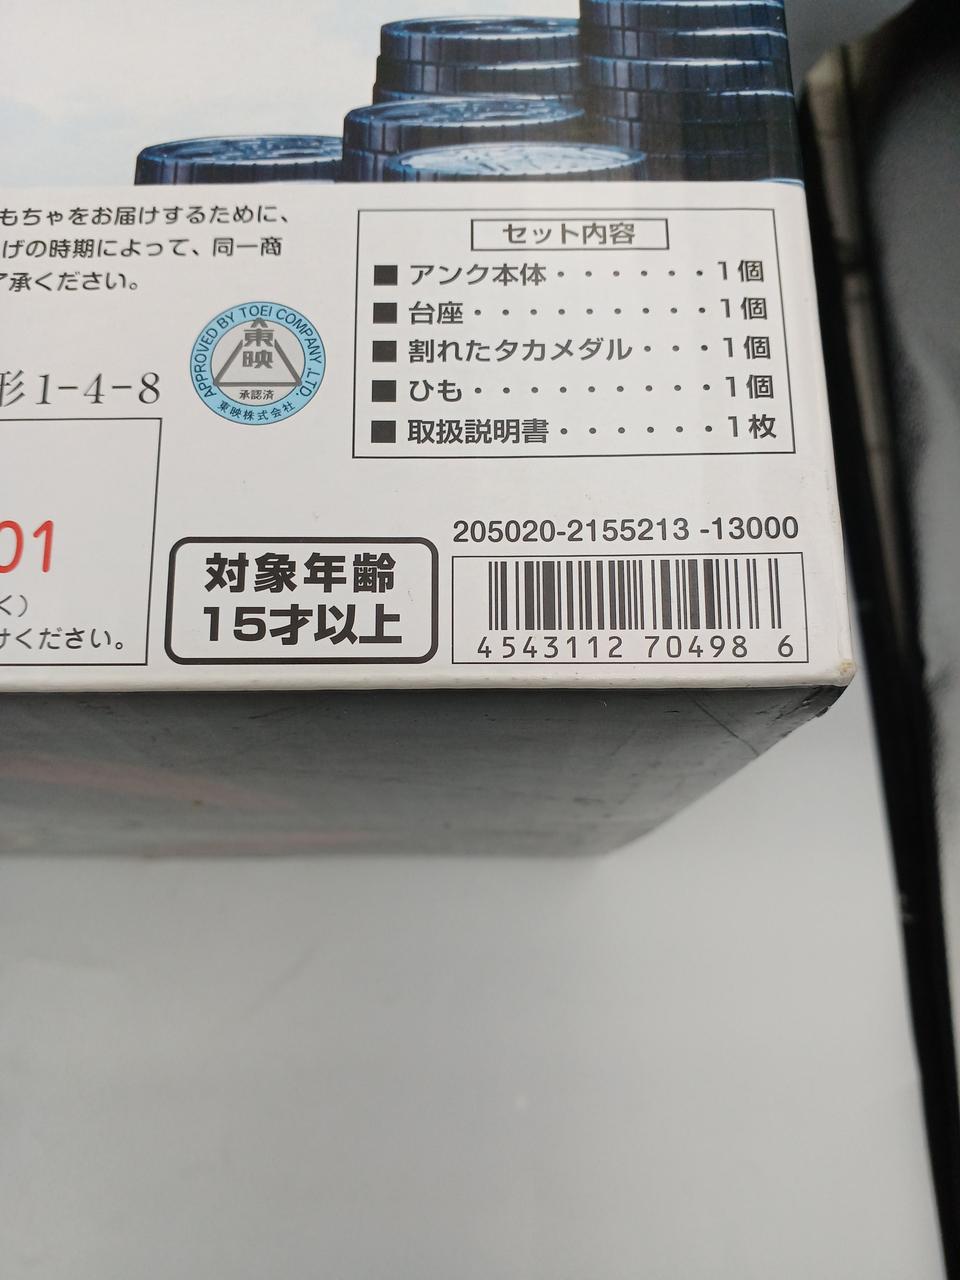 もちゃをお届けするために、
げの時期によって、同一商
了承ください。
APPROVED BY TOEI COMPANY, LTD.
東映
承認済
東映株式会社
形1-4-8
01
く)
けください。
セット内容
■アンク本体・・・・・・1個
■台座・・・・・・・・・1個
■割れたタカメダル・・・1個
■ひも・・・・・・・・・1個
■取扱説明書・・・・・・1枚
対象年齢
15才以上
205020-2155213 -13000
4543112 70498 6